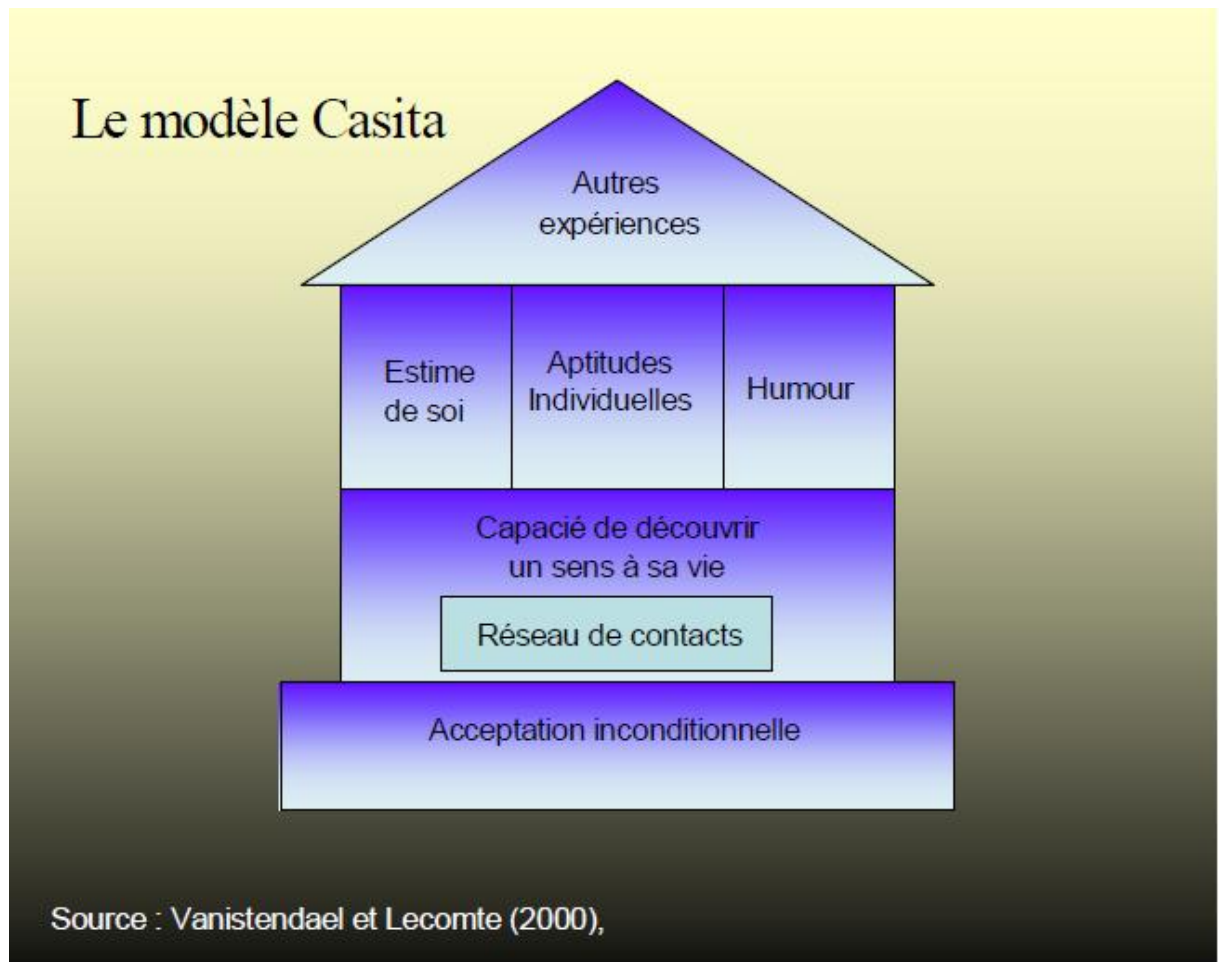 Le modèle Casita
Autres
expériences
Estime
de soi
Aptitudes
Individuelles
Humour
Capacié de découvrir
un sens à sa vie
Réseau de contacts
Acceptation inconditionnelle
Source : Vanistendael et Lecomte (2000),